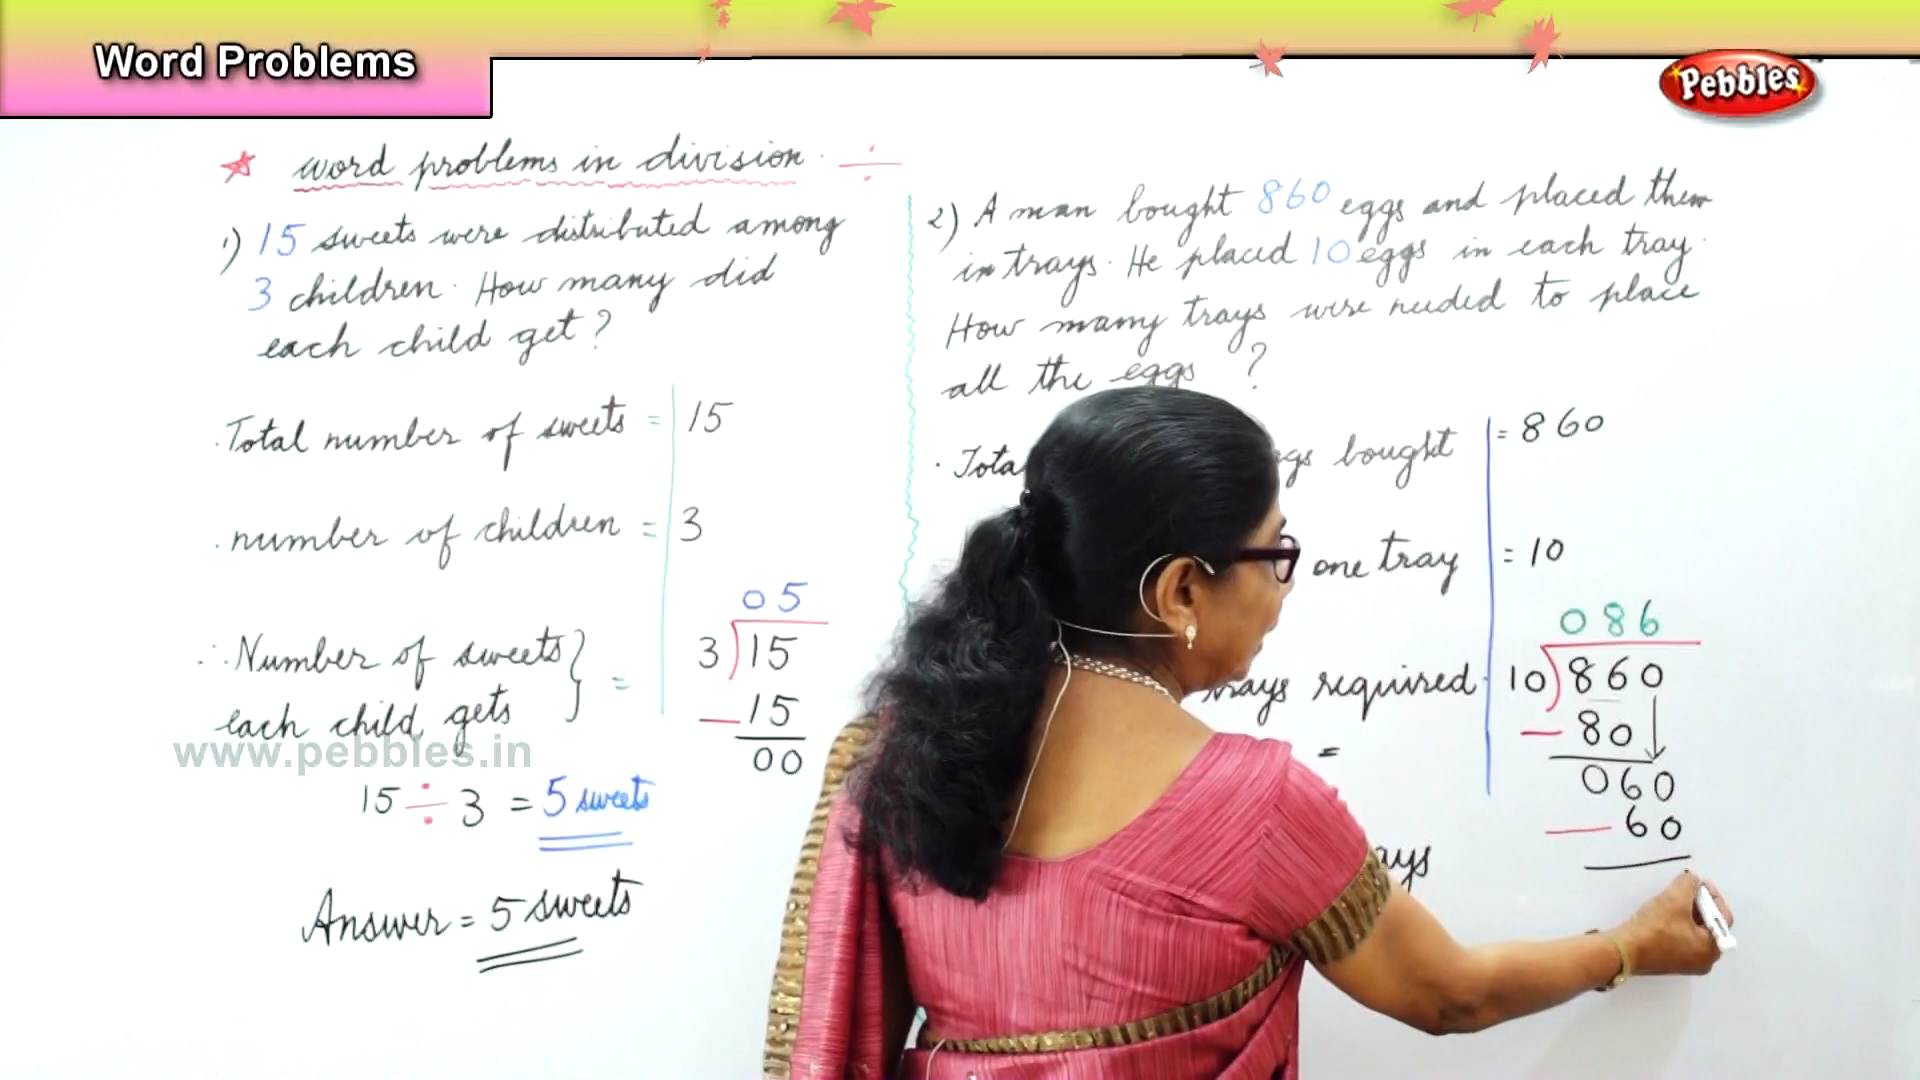 Word Problems
Pebbles
word problems in division ÷
1) 15 sweets were distributed among
3 children. How many did
each child get?
Total number of sweets = 15
number of children = 3
∴ Number of sweets
each child gets } =
05
3)15
- 15
00
15 ÷ 3 = 5 sweets
Answer = 5 sweets
www.pebbles.in
2) A man bought 860 eggs and placed them
in trays. He placed 10 eggs in each tray.
How many trays were needed to place
all the eggs ?
bought = 860
one tray = 10
required
=
086
10)860
- 80
060
- 60